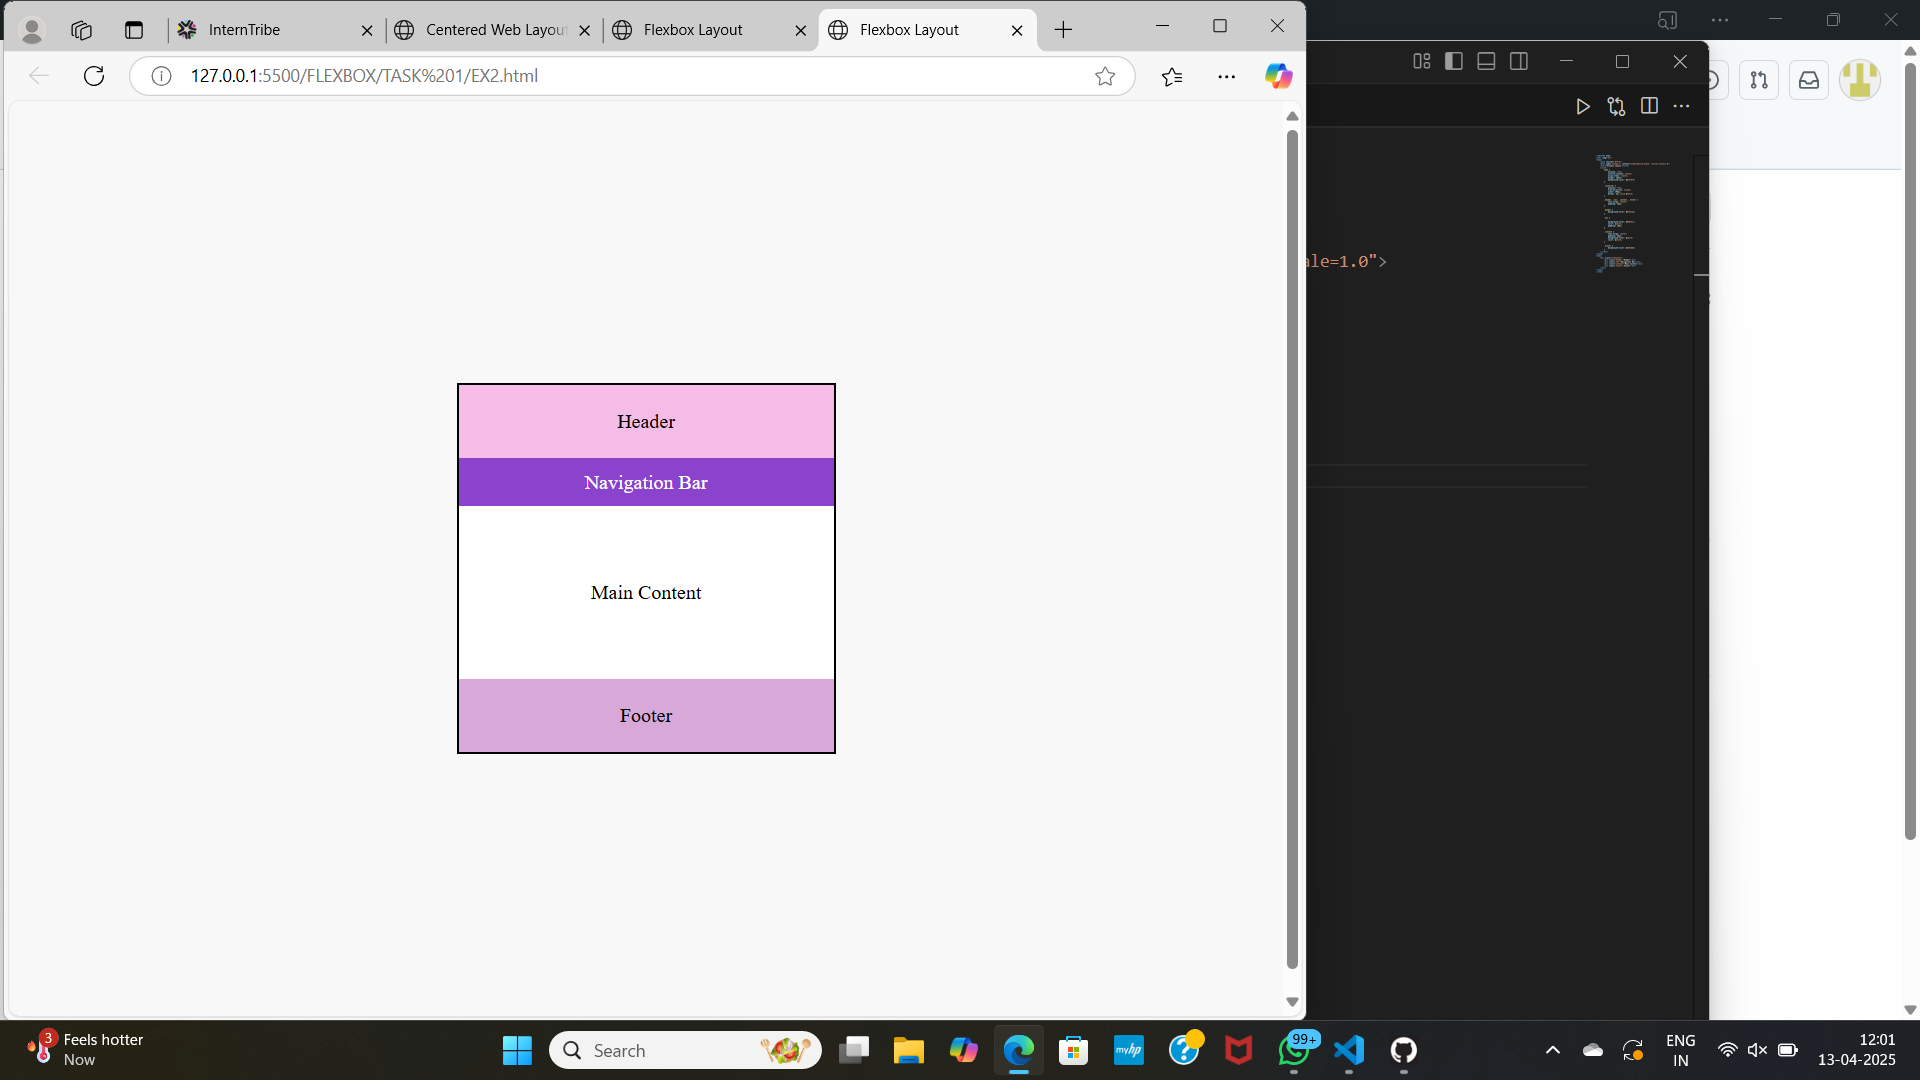 InternTribe
Centered Web Layou
Flexbox Layout
Flexbox Layout
127.0.0.1:5500/FLEXBOX/TASK%201/EX2.html
ale=1.0">
Header
Navigation Bar
Main Content
Footer
3
Feels hotter
Now
Search
myhp
99+
ENG
IN
12:01
13-04-2025